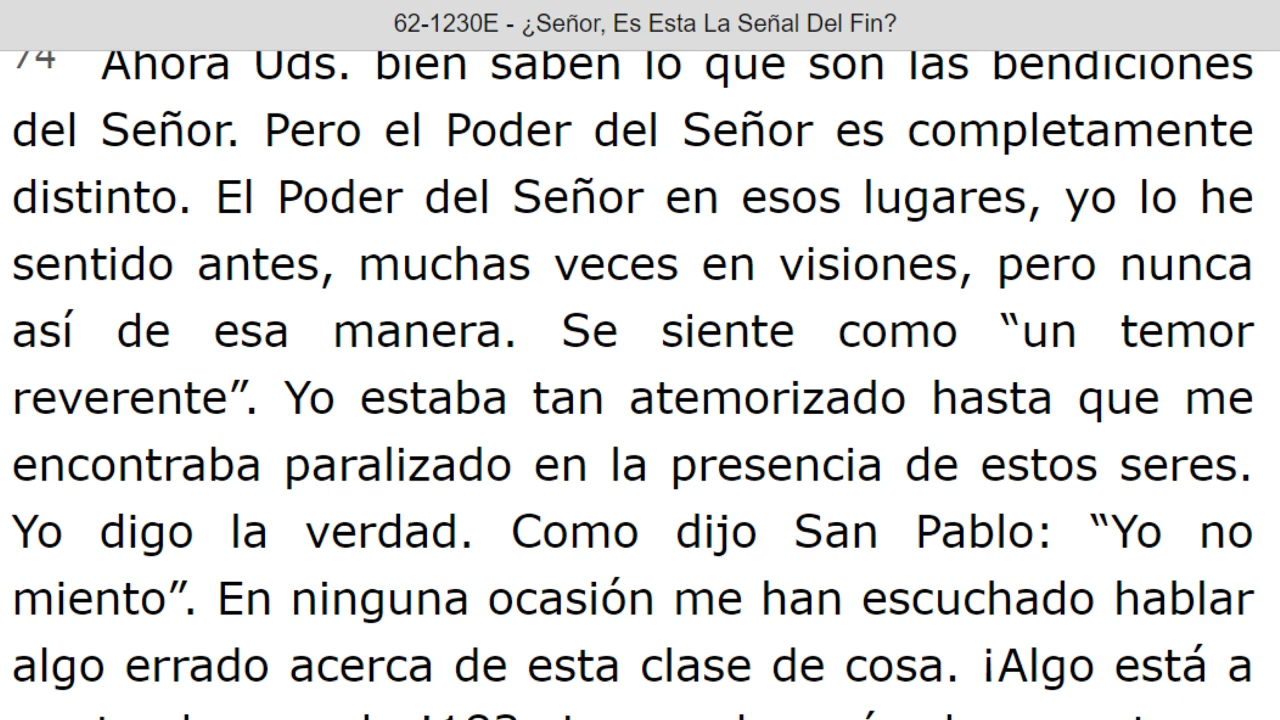 62-1230E - ¿Señor, Es Esta La Señal Del Fin?
74 Ahora Uds. bien saben lo que son las bendiciones
del Señor. Pero el Poder del Señor es completamente
distinto. El Poder del Señor en esos lugares, yo lo he
sentido antes, muchas veces en visiones, pero nunca
así de esa manera. Se siente como “un temor
reverente”. Yo estaba tan atemorizado hasta que me
encontraba paralizado en la presencia de estos seres.
Yo digo la verdad. Como dijo San Pablo: “Yo no
miento”. En ninguna ocasión me han escuchado hablar
algo errado acerca de esta clase de cosa. ¡Algo está a